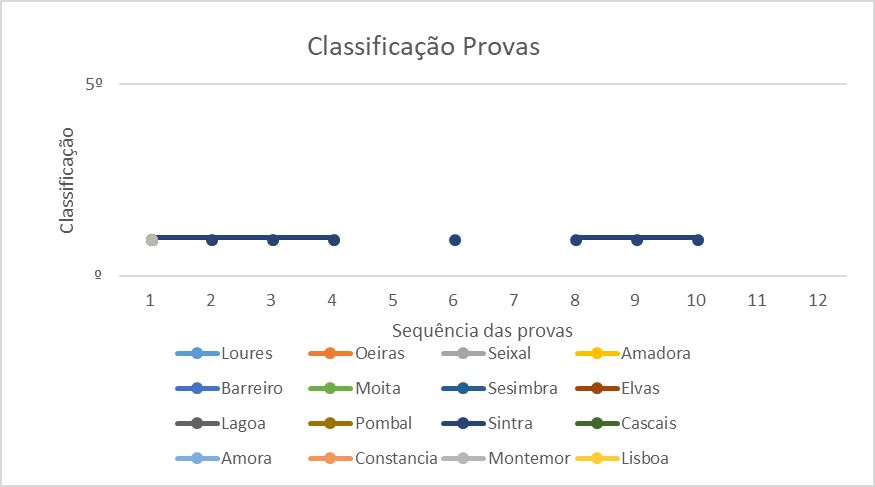 Classificação Provas
5º
Classificação
º
1 2 3 4 5 6 7 8 9 10 11 12
Sequência das provas
Loures Oeiras Seixal Amadora
Barreiro Moita Sesimbra Elvas
Lagoa Pombal Sintra Cascais
Amora Constancia Montemor Lisboa